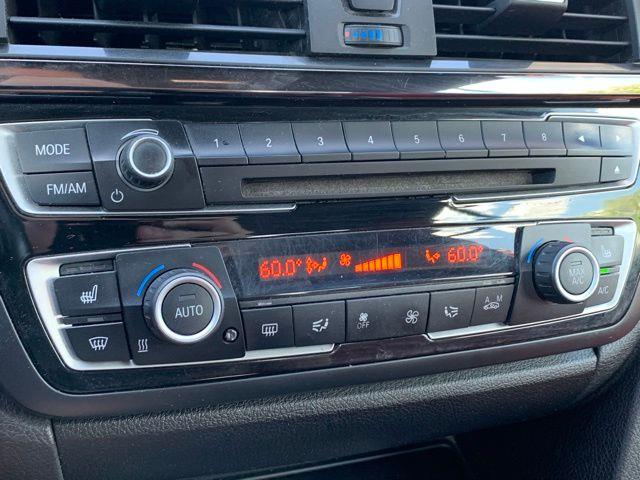 MODE 1 2 3 4 5 6 7 8
FM/AM
60.0° 60.0°
AUTO OFF A M MAX A/C
A/C